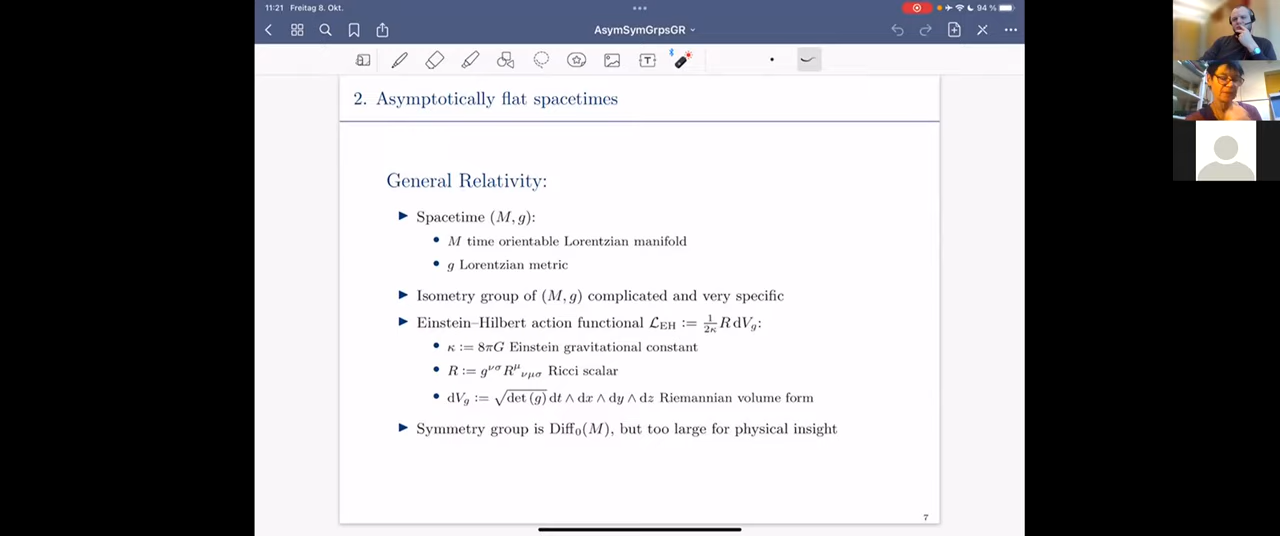 11:21 Freitag 8. Okt.
94 %
AsymSymGrpsGR
T
2. Asymptotically flat spacetimes
General Relativity:
▶ Spacetime (M, g):
• M time orientable Lorentzian manifold
• g Lorentzian metric
▶ Isometry group of (M, g) complicated and very specific
▶ Einstein–Hilbert action functional ℒ_EH := 1/2κ R dV_g:
• κ := 8πG Einstein gravitational constant
• R := g^{νσ} R^μ_{νμσ} Ricci scalar
• dV_g := √det (g) dt ∧ dx ∧ dy ∧ dz Riemannian volume form
▶ Symmetry group is Diff₀(M), but too large for physical insight
7